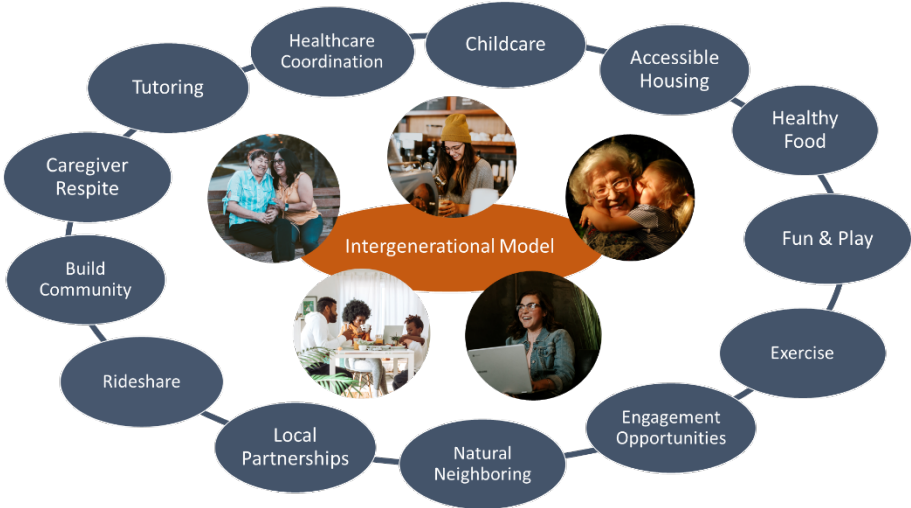 Healthcare
Coordination
Childcare
Accessible
Housing
Healthy
Food
Fun & Play
Exercise
Engagement
Opportunities
Natural
Neighboring
Local
Partnerships
Rideshare
Build
Community
Caregiver
Respite
Tutoring
Intergenerational Model